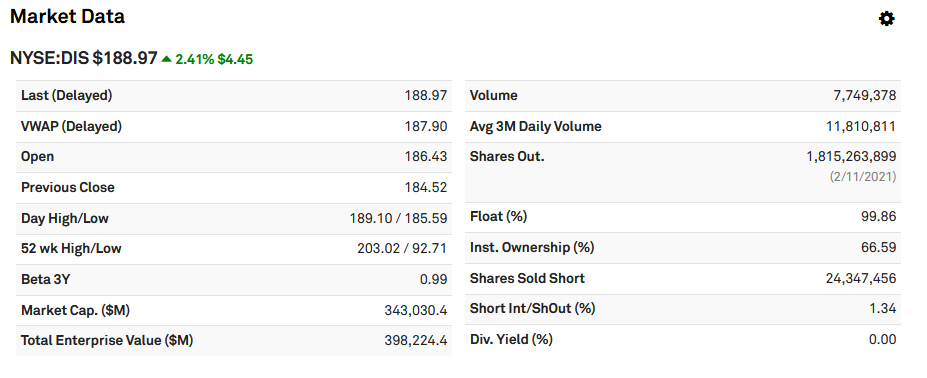 Market Data
NYSE:DIS $188.97 2.41% $4.45
Last (Delayed) 188.97
VWAP (Delayed) 187.90
Open 186.43
Previous Close 184.52
Day High/Low 189.10 / 185.59
52 wk High/Low 203.02 / 92.71
Beta 3Y 0.99
Market Cap. ($M) 343,030.4
Total Enterprise Value ($M) 398,224.4
Volume 7,749,378
Avg 3M Daily Volume 11,810,811
Shares Out. 1,815,263,899
(2/11/2021)
Float (%) 99.86
Inst. Ownership (%) 66.59
Shares Sold Short 24,347,456
Short Int/ShOut (%) 1.34
Div. Yield (%) 0.00